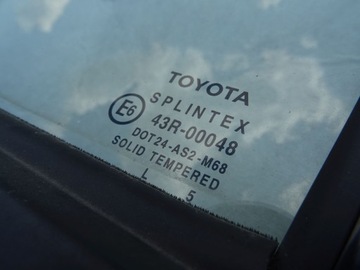 TOYOTA
SPLINTEX
E6 43R-00048
DOT24-AS2-M68
SOLID TEMPERED
L 5